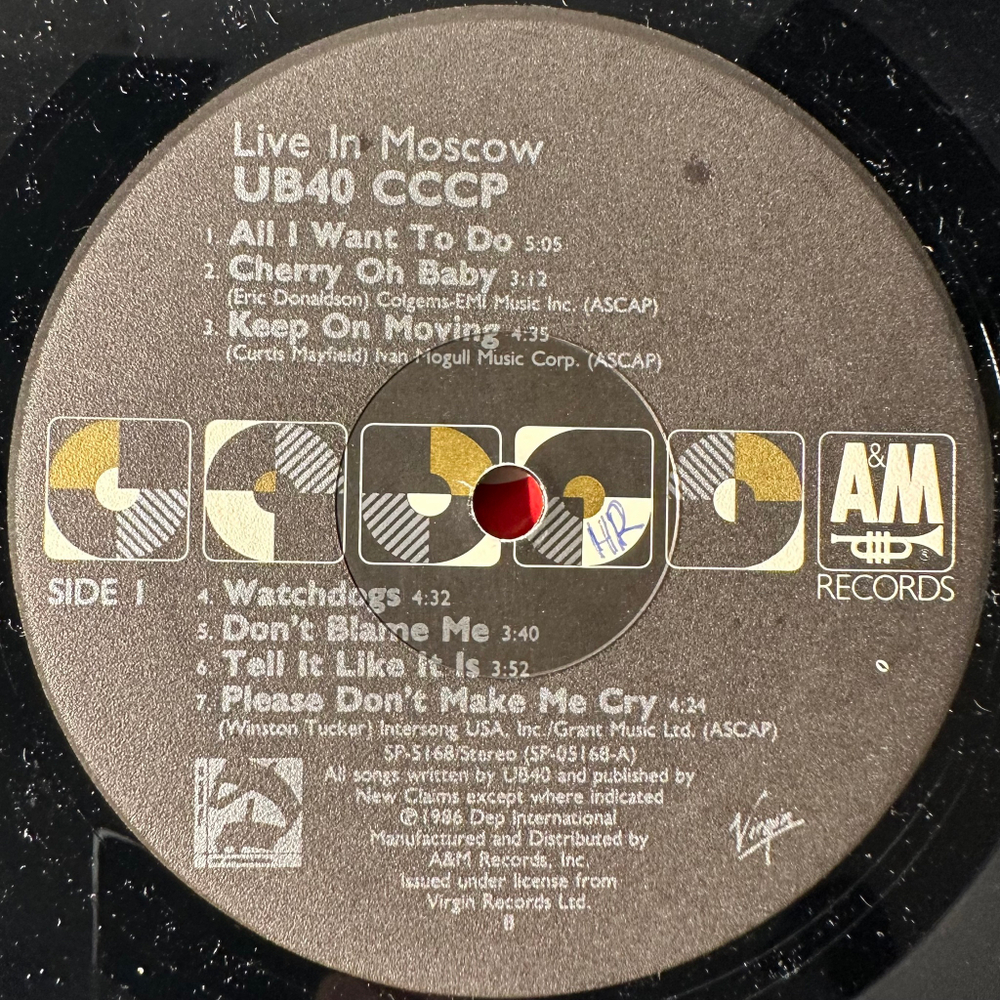 Live In Moscow
UB40 CCCP
1. All I Want To Do 5:05
2. Cherry Oh Baby 3:12
(Eric Donaldson) Colgems-EMI Music Inc. (ASCAP)
3. Keep On Moving 4:35
(Curtis Mayfield) Ivan Mogull Music Corp. (ASCAP)
A&M
HR
SIDE 1
RECORDS
4. Watchdogs 4:32
5. Don't Blame Me 3:40
6. Tell It Like It Is 3:52
7. Please Don't Make Me Cry 4:24
(Winston Tucker) Intersong USA, Inc./Grant Music Ltd. (ASCAP)
SP-5168/Stereo (SP-05168-A)
All songs written by UB40 and published by
New Claims except where indicated
℗1986 Dep International
Manufactured and Distributed by
A&M Records, Inc.
Issued under license from
Virgin Records Ltd.
B
Virgin